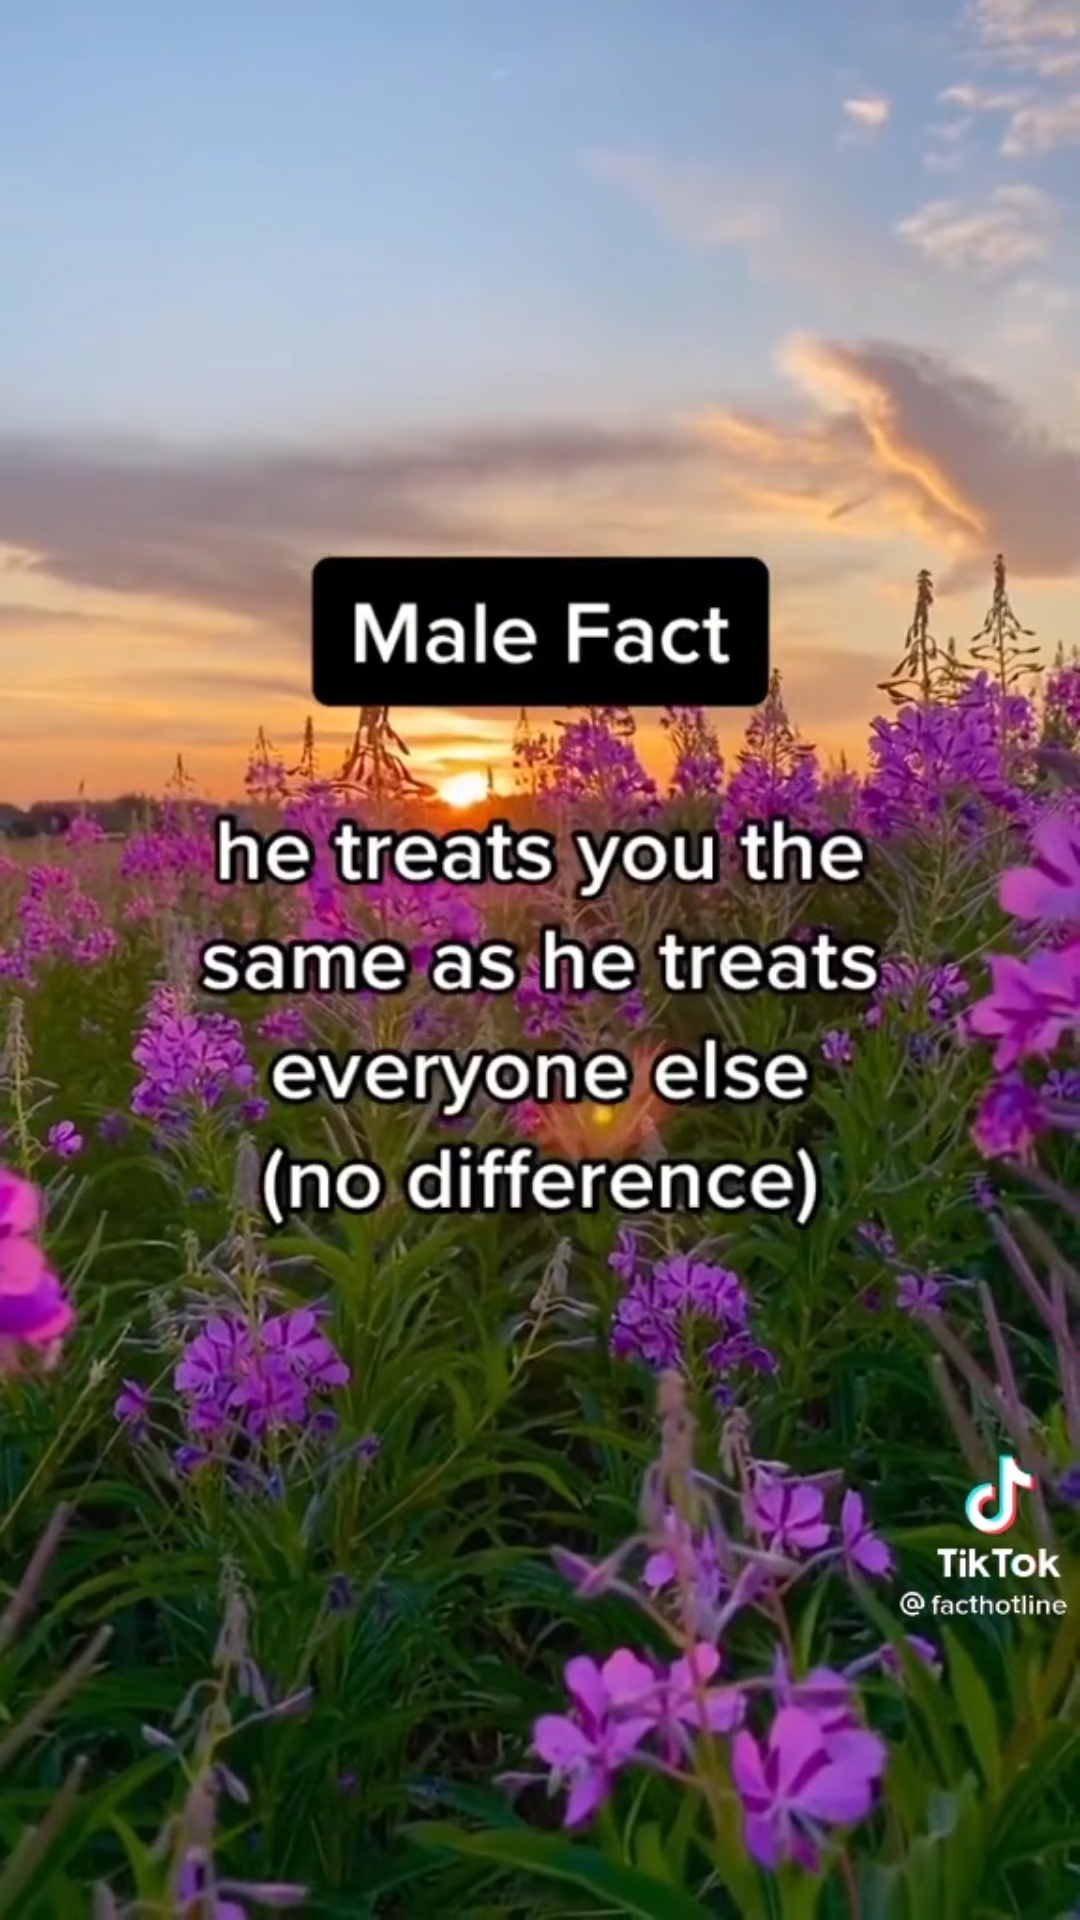 Male Fact
he treats you the
same as he treats
everyone else
(no difference)
TikTok
@ facthotline